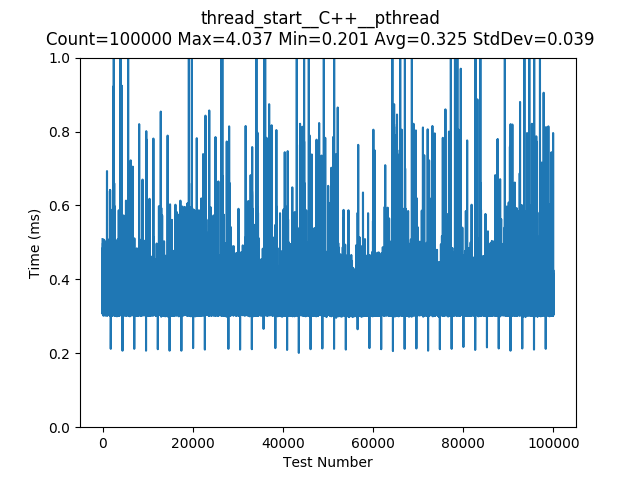 thread_start__C++__pthread
Count=100000 Max=4.037 Min=0.201 Avg=0.325 StdDev=0.039
1.0
0.8
0.6
0.4
0.2
0.0
Time (ms)
0 20000 40000 60000 80000 100000
Test Number